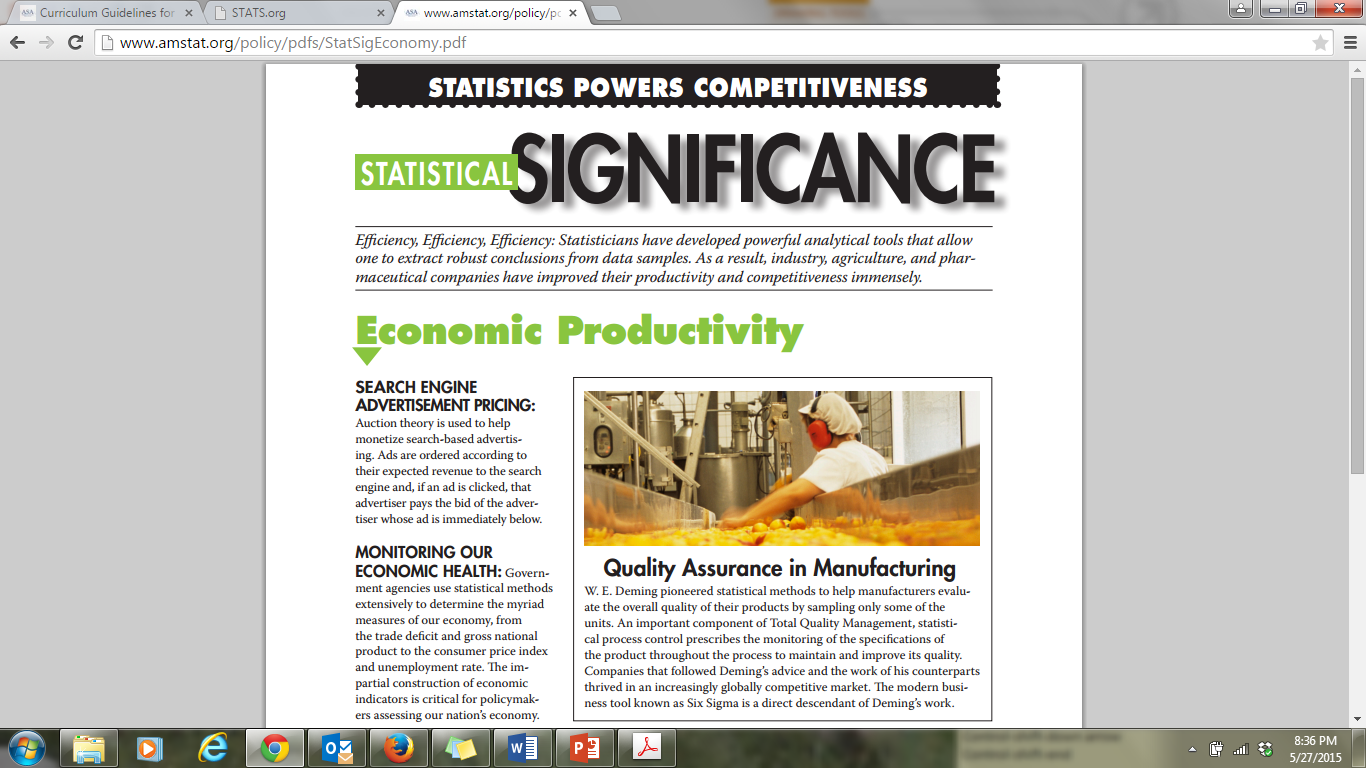 Curriculum Guidelines for
STATS.org
www.amstat.org/policy/pc
www.amstat.org/policy/pdfs/StatSigEconomy.pdf
STATISTICS POWERS COMPETITIVENESS
STATISTICAL SIGNIFICANCE
Efficiency, Efficiency, Efficiency: Statisticians have developed powerful analytical tools that allow
one to extract robust conclusions from data samples. As a result, industry, agriculture, and phar-
maceutical companies have improved their productivity and competitiveness immensely.
Economic Productivity
SEARCH ENGINE
ADVERTISEMENT PRICING:
Auction theory is used to help
monetize search-based advertis-
ing. Ads are ordered according to
their expected revenue to the search
engine and, if an ad is clicked, that
advertiser pays the bid of the adver-
tiser whose ad is immediately below.
MONITORING OUR
ECONOMIC HEALTH: Govern-
ment agencies use statistical methods
extensively to determine the myriad
measures of our economy, from
the trade deficit and gross national
product to the consumer price index
and unemployment rate. The im-
partial construction of economic
indicators is critical for policymak-
ers assessing our nation's economy.
Quality Assurance in Manufacturing
W. E. Deming pioneered statistical methods to help manufacturers evalu-
ate the overall quality of their products by sampling only some of the
units. An important component of Total Quality Management, statisti-
cal process control prescribes the monitoring of the specifications of
the product throughout the process to maintain and improve its quality.
Companies that followed Deming's advice and the work of his counterparts
thrived in an increasingly globally competitive market. The modern busi-
ness tool known as Six Sigma is a direct descendant of Deming's work.
8:36 PM
5/27/2015